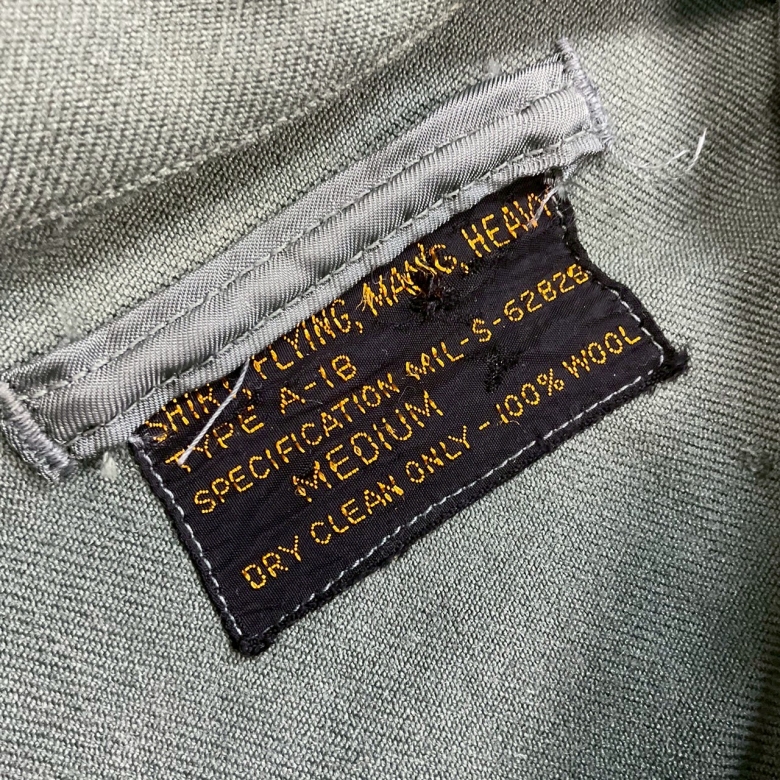 SHIRT, FLYING, MAN'S, HEAVY
TYPE A-1B
SPECIFICATION MIL-S-6282B
MEDIUM
DRY CLEAN ONLY - 100% WOOL